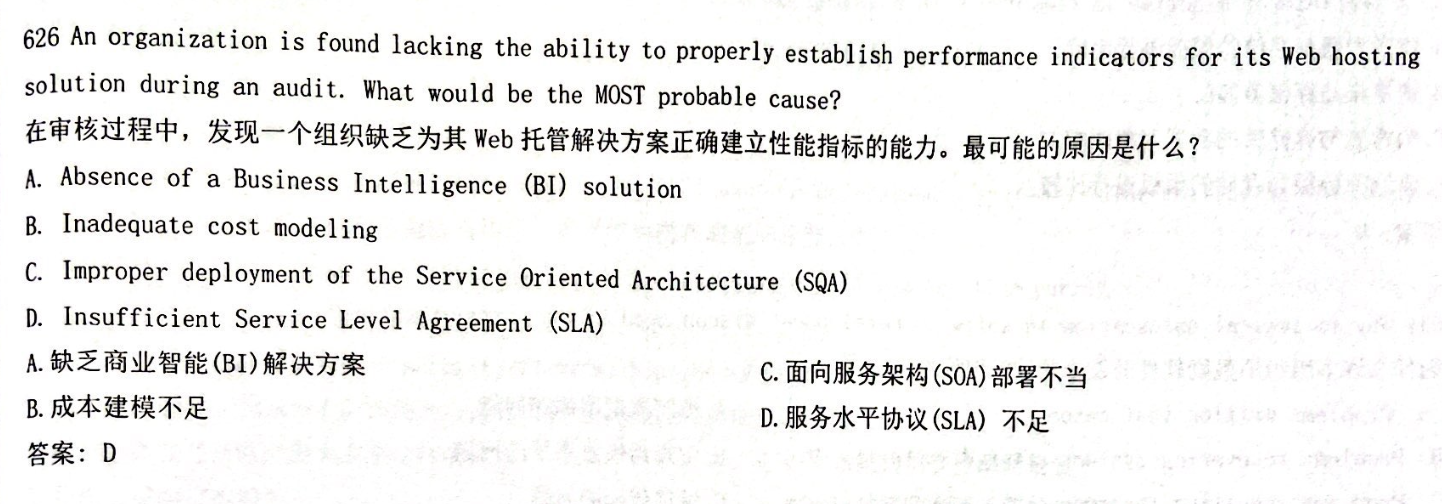 626 An organization is found lacking the ability to properly establish performance indicators for its Web hosting
solution during an audit. What would be the MOST probable cause?
在审核过程中，发现一个组织缺乏为其 Web 托管解决方案正确建立性能指标的能力。最可能的原因是什么？
A. Absence of a Business Intelligence (BI) solution
B. Inadequate cost modeling
C. Improper deployment of the Service Oriented Architecture (SQA)
D. Insufficient Service Level Agreement (SLA)
A.缺乏商业智能(BI)解决方案
B.成本建模不足
C.面向服务架构(SOA)部署不当
D.服务水平协议(SLA) 不足
答案：D